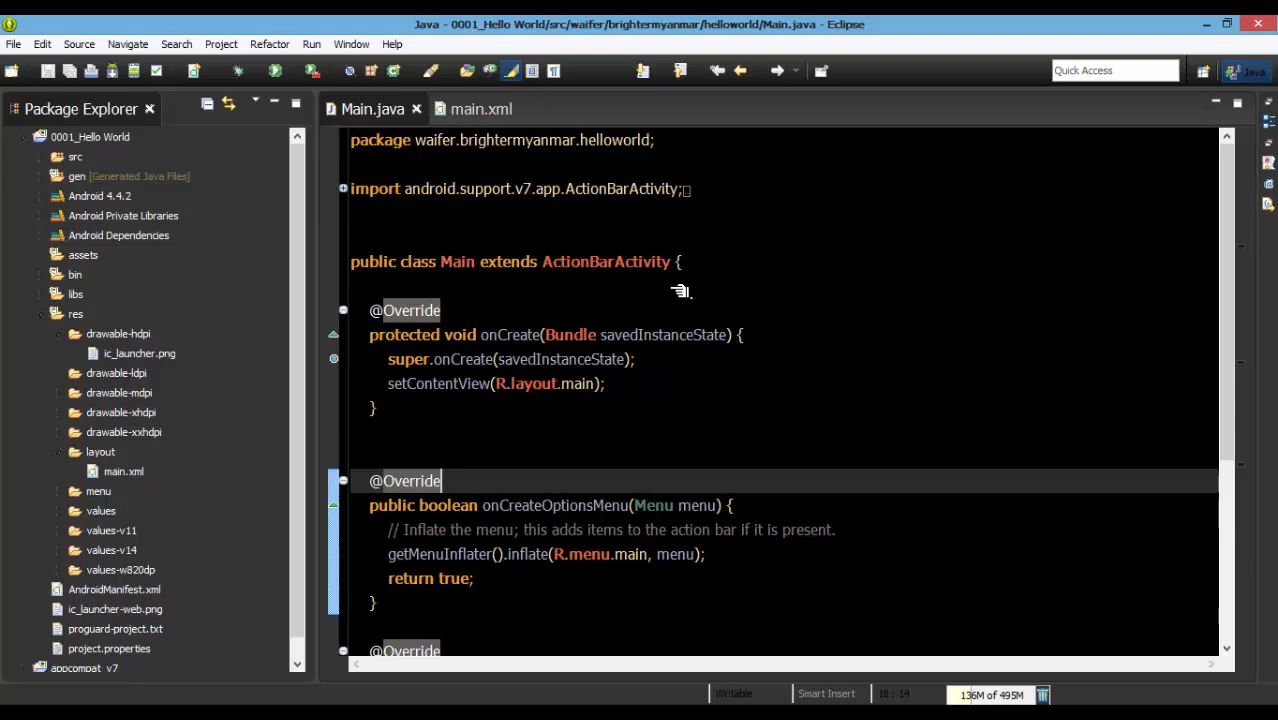 Java - 0001_Hello World/src/waifer/brightermyanmar/helloworld/Main.java - Eclipse
File Edit Source Navigate Search Project Refactor Run Window Help
Quick Access
Java
Package Explorer
0001_Hello World
src
gen [Generated Java Files]
Android 4.4.2
Android Private Libraries
Android Dependencies
assets
bin
libs
res
drawable-hdpi
ic_launcher.png
drawable-ldpi
drawable-mdpi
drawable-xhdpi
drawable-xxhdpi
layout
main.xml
menu
values
values-v11
values-v14
values-w820dp
AndroidManifest.xml
ic_launcher-web.png
proguard-project.txt
project.properties
appcompat_v7
Main.java main.xml
package waifer.brightermyanmar.helloworld;
import android.support.v7.app.ActionBarActivity;
public class Main extends ActionBarActivity {
@Override
protected void onCreate(Bundle savedInstanceState) {
super.onCreate(savedInstanceState);
setContentView(R.layout.main);
}
@Override
public boolean onCreateOptionsMenu(Menu menu) {
// Inflate the menu; this adds items to the action bar if it is present.
getMenuInflater().inflate(R.menu.main, menu);
return true;
}
@Override
Writable Smart Insert 16 : 14 136M of 495M